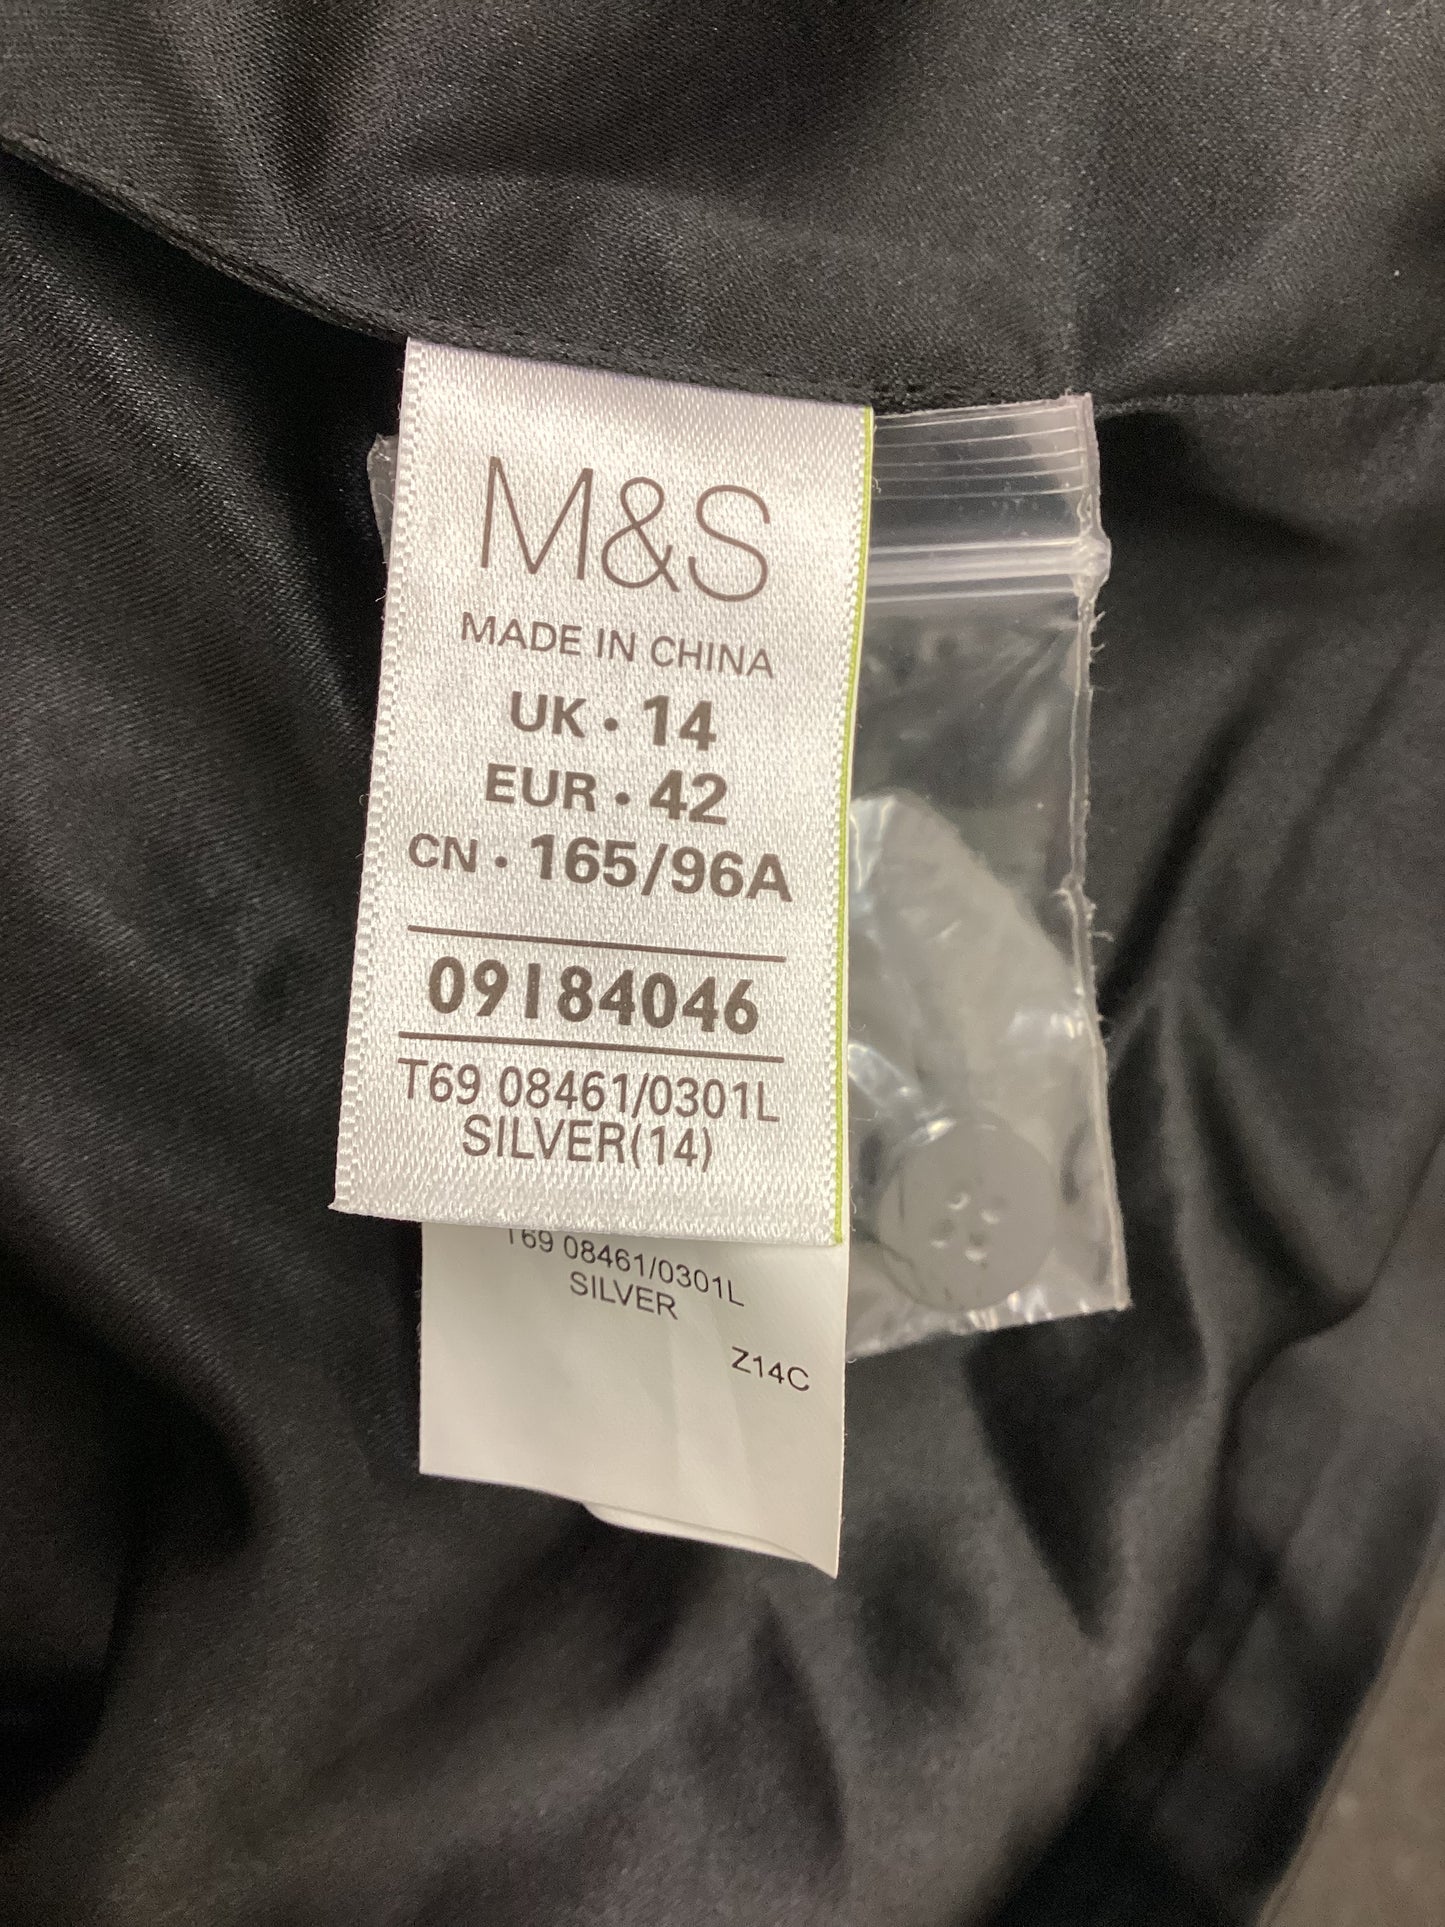 M&S
MADE IN CHINA
UK · 14
EUR · 42
CN · 165/96A
09184046
T69 08461/0301L
SILVER(14)
T69 08461/0301L
SILVER
Z14C